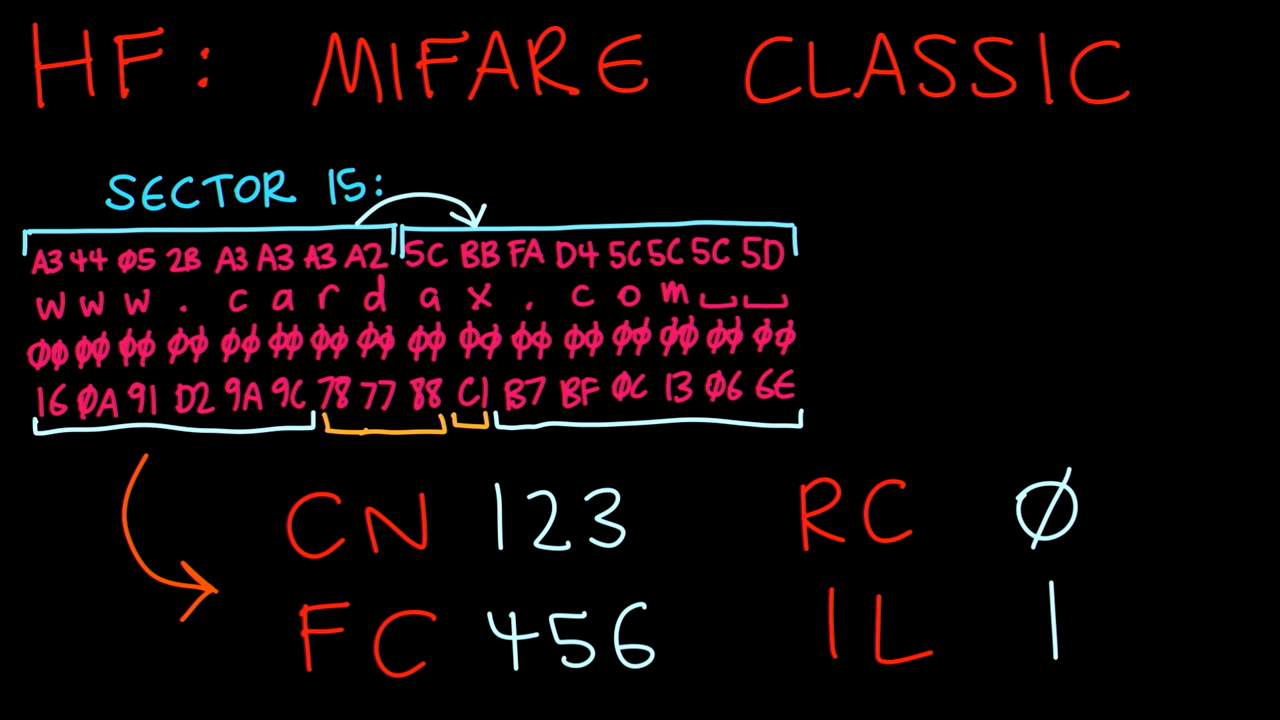 HF: MIFARE CLASSIC
SECTOR 15:
A3 44 05 2B A3 A3 A3 A2 5C BB FA D4 5C 5C 5C 5D
w w w . c a r d a x . c o m
00 00 00 00 00 00 00 00 00 00 00 00 00 00 00 00
16 0A 91 D2 9A 9C 78 77 88 C1 B7 BF 0C 13 06 6E
CN 123 RC 0
FC 456 IL 1